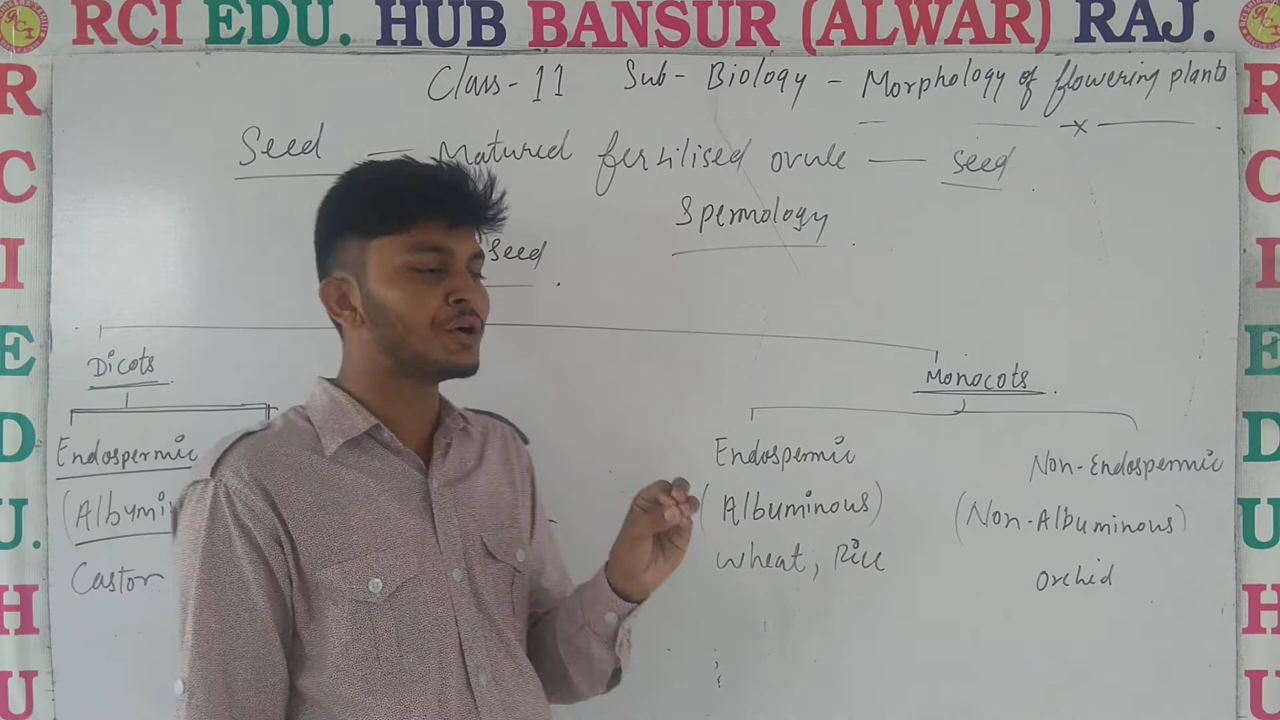 RCI EDU. HUB BANSUR (ALWAR) RAJ.
Class-11 Sub- Biology - Morphology of flowering plants
Seed — Matured fertilised ovule — seed
Spermology
Seed
Dicots
Monocots
Endospermic
Endospermic
Non-Endospermic
(Albumi
(Albuminous)
(Non-Albuminous)
Castor
Wheat, Rice
Orchid
R
C
I
E
D
U.
H
U
R
C
I
E
D
U.
H
U